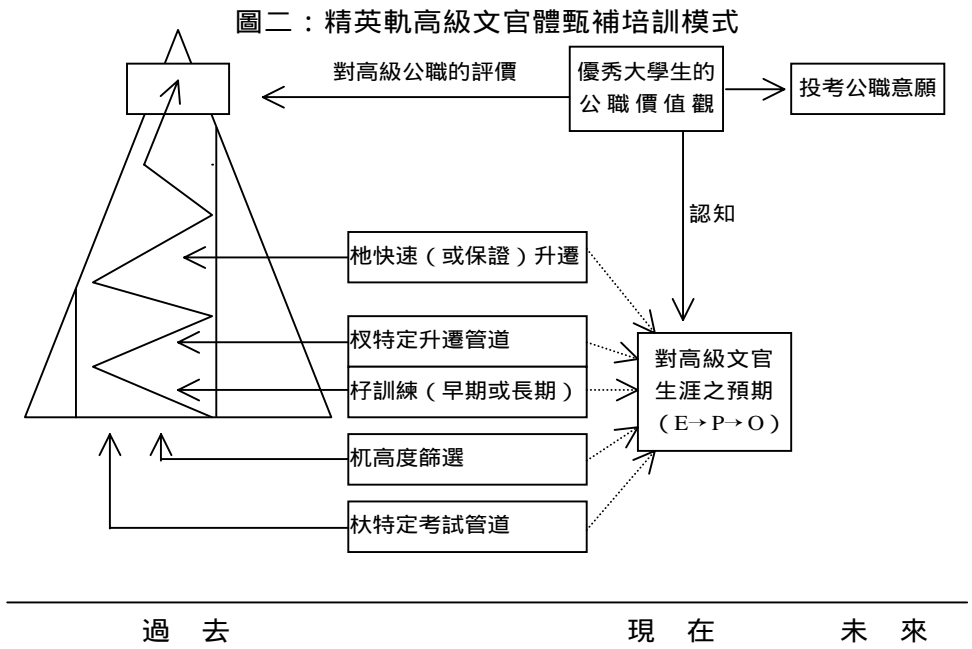 圖二：精英軌高級文官體甄補培訓模式
對高級公職的評價
優秀大學生的
公職價值觀
投考公職意願
認知
杝快速（或保證）升遷
杈特定升遷管道
杍訓練（早期或長期）
杋高度篩選
杕特定考試管道
對高級文官
生涯之預期
（E→P→O）
過去
現在
未來